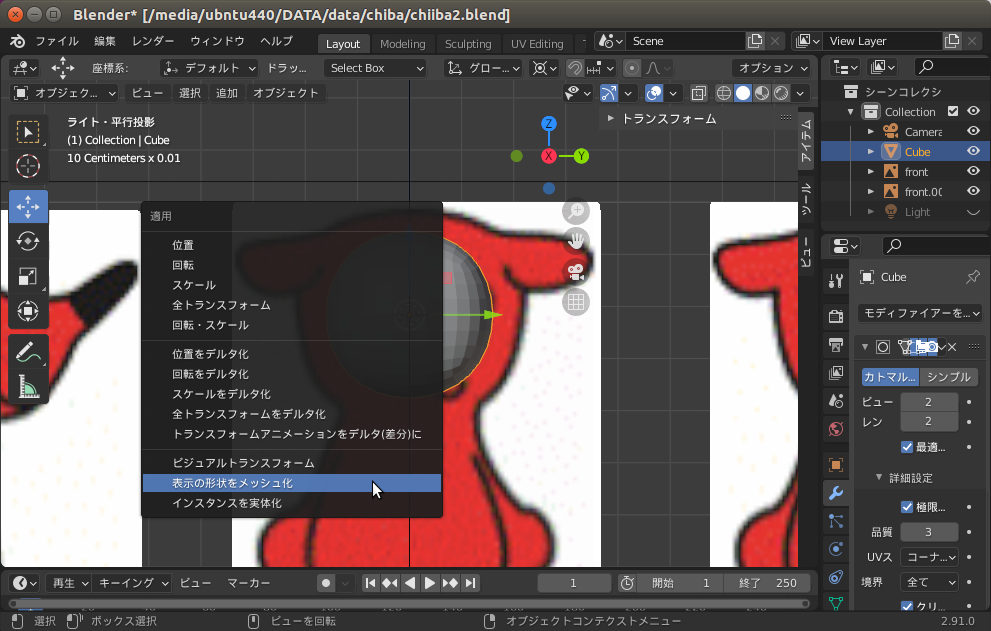 Blender* [/media/ubntu440/DATA/data/chiba/chiiba2.blend]
ファイル 編集 レンダー ウィンドウ ヘルプ Layout Modeling Sculpting UV Editing Scene View Layer
座標系: デフォルト ドラッ... Select Box グロー... オプション
オブジェク... ビュー 選択 追加 オブジェクト
ライト・平行投影
(1) Collection | Cube
10 Centimeters x 0.01
トランスフォーム
アイテム
ツール
ビュー
Z
X
Y
シーンコレクシ
Collection
Camera
Cube
front
front.00
Light
適用
位置
回転
スケール
全トランスフォーム
回転・スケール
位置をデルタ化
回転をデルタ化
スケールをデルタ化
全トランスフォームをデルタ化
トランスフォームアニメーションをデルタ(差分)に
ビジュアルトランスフォーム
表示の形状をメッシュ化
インスタンスを実体化
Cube
モディファイアーを...
カトマル... シンプル
ビュー 2
レン 2
最適...
詳細設定
極限...
品質 3
UVス コーナ...
境界 全て
クリ
再生 キーイング ビュー マーカー 1 開始 1 終了 250
選択 ボックス選択 ビューを回転 オブジェクトコンテクストメニュー 2.91.0